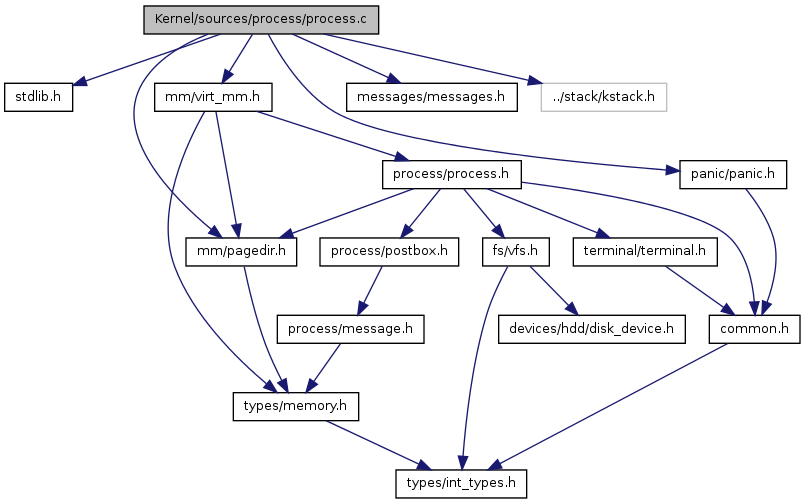 Kernel/sources/process/process.c
stdlib.h
mm/virt_mm.h
messages/messages.h
../stack/kstack.h
process/process.h
panic/panic.h
mm/pagedir.h
process/postbox.h
fs/vfs.h
terminal/terminal.h
process/message.h
devices/hdd/disk_device.h
common.h
types/memory.h
types/int_types.h